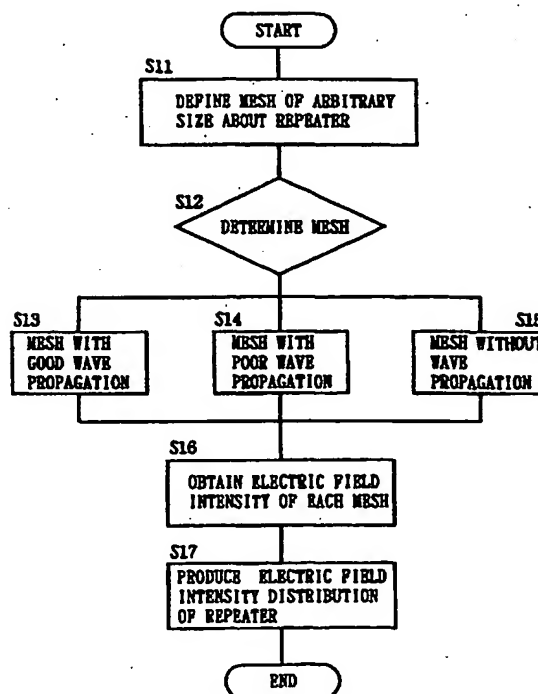 START
S11
DEFINE MESH OF ARBITRARY
SIZE ABOUT REPEATER
S12
DETERMINE MESH
S13
MESH WITH
GOOD WAVE
PROPAGATION
S14
MESH WITH
POOR WAVE
PROPAGATION
S15
MESH WITHOUT
WAVE
PROPAGATION
S16
OBTAIN ELECTRIC FIELD
INTENSITY OF EACH MESH
S17
PRODUCE ELECTRIC FIELD
INTENSITY DISTRIBUTION
OF REPEATER
END